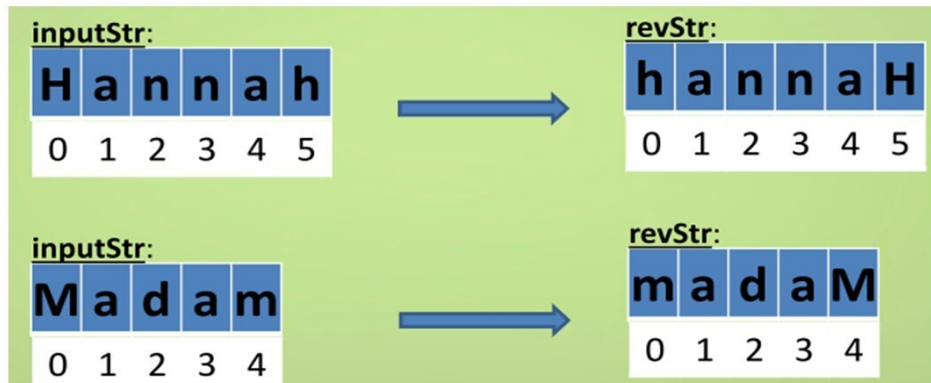 inputStr: revStr:
H a n n a h h a n n a H
0 1 2 3 4 5 0 1 2 3 4 5
inputStr: revStr:
M a d a m m a d a M
0 1 2 3 4 0 1 2 3 4